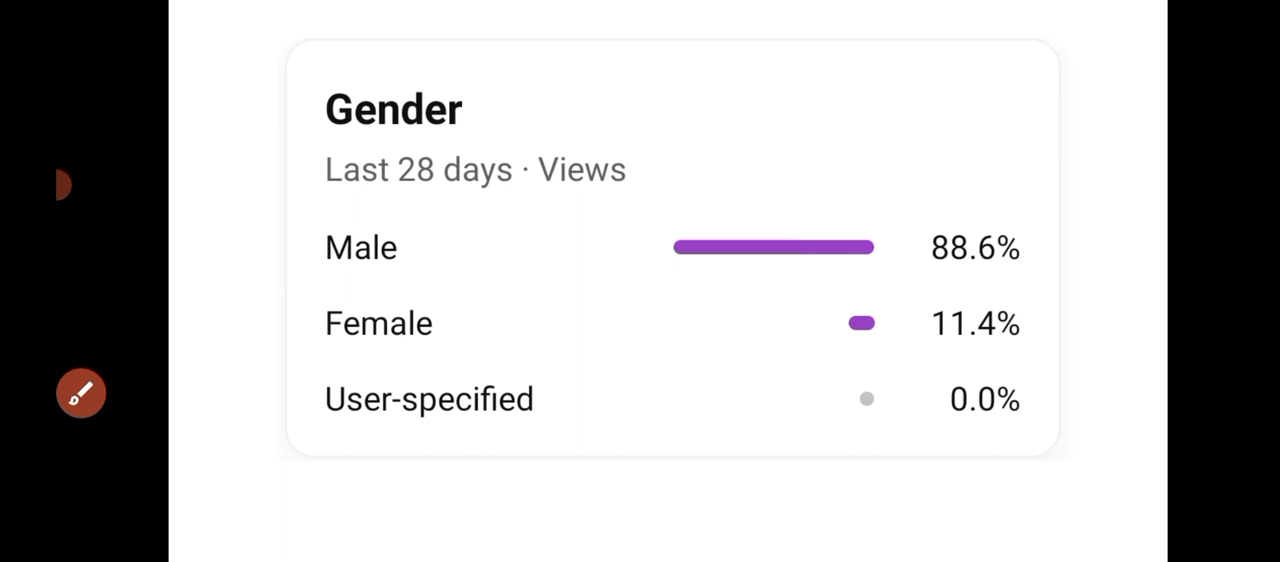 Gender
Last 28 days · Views
Male 88.6%
Female 11.4%
User-specified 0.0%